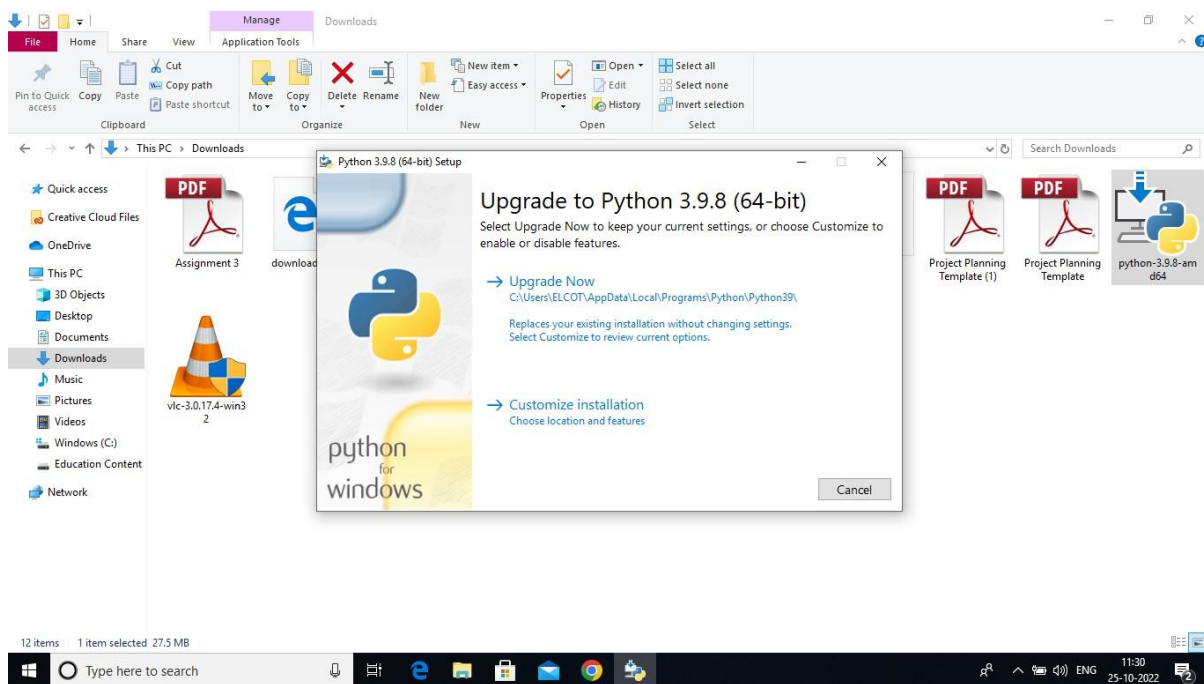 Manage
Downloads
File
Home
Share
View
Application Tools
Pin to Quick access
Copy
Paste
Cut
Copy path
Paste shortcut
Move to
Copy to
Delete
Rename
New folder
New item
Easy access
Properties
Open
Edit
History
Select all
Select none
Invert selection
Clipboard
Organize
New
Open
Select
This PC
Downloads
Search Downloads
Quick access
Creative Cloud Files
OneDrive
This PC
3D Objects
Desktop
Documents
Downloads
Music
Pictures
Videos
Windows (C:)
Education Content
Network
PDF
Assignment 3
download
vlc-3.0.17.4-win3
2
Python 3.9.8 (64-bit) Setup
Upgrade to Python 3.9.8 (64-bit)
Select Upgrade Now to keep your current settings, or choose Customize to
enable or disable features.
Upgrade Now
C:\Users\ELCOT\AppData\Local\Programs\Python\Python39\
Replaces your existing installation without changing settings.
Select Customize to review current options.
Customize installation
Choose location and features
python
for
windows
Cancel
PDF
Project Planning
Template (1)
PDF
Project Planning
Template
python-3.9.8-am
d64
12 items
1 item selected 27.5 MB
Type here to search
ENG
11:30
25-10-2022
2